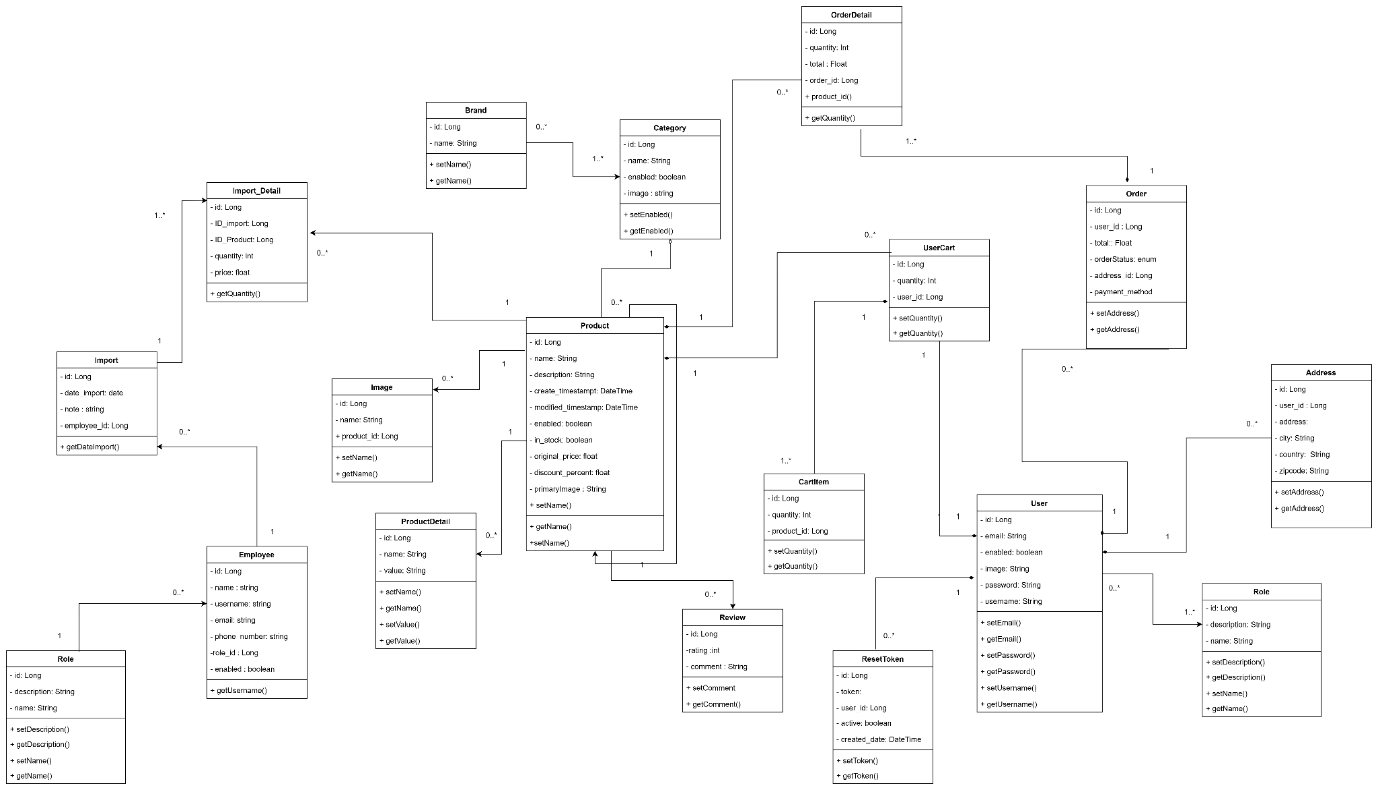 OrderDetail
- id: Long
- quantity: Int
- total : Float
- order_id: Long
+ product_id()
+ getQuantity()
0..*
1..*
1
Brand
- id: Long
- name: String
+ setName()
+ getName()
0..*
1..*
Category
- id: Long
- name: String
- enabled: boolean
- image : string
+ setEnabled()
+ getEnabled()
1
Import_Detail
- id: Long
- ID_import: Long
- ID_Product: Long
- quantity: Int
- price: float
+ getQuantity()
1..*
0..*
1
1
Order
- id: Long
- user_id : Long
- total: Float
- orderStatus: enum
- address_id: Long
- payment_method
+ setAddress()
+ getAddress()
0..*
UserCart
- id: Long
- quantity: Int
- user_id: Long
+ setQuantity()
+ getQuantity()
0..*
1
1
Product
- id: Long
- name: String
- description: String
- create_timestampt: DateTime
- modified_timestamp: DateTime
- enabled: boolean
- in_stock: boolean
- original_price: float
- discount_percent: float
- primaryImage : String
+ setName()
+ getName()
+setName()
0..*
1
1
1
1
1
Import
- id: Long
- date_import: date
- note : string
- employee_id: Long
+ getDateImport()
0..*
1
Image
- id: Long
- name: String
+ product_id: Long
+ setName()
+ getName()
0..*
Address
- id: Long
- user_id : Long
- address:
- city: String
- country: String
- zipcode: String
+ setAddress()
+ getAddress()
0..*
CartItem
- id: Long
- quantity: Int
- product_id: Long
+ setQuantity()
+ getQuantity()
1..*
User
- id: Long
- email: String
- enabled: boolean
- image: String
- password: String
- username: String
+ setEmail()
+ getEmail()
+ setPassword()
+ getPassword()
+ setUsername()
+ getUsername()
1
1
1
1
0..*
1..*
ProductDetail
- id: Long
- name: String
- value: String
+ setName()
+ getName()
+ setValue()
+ getValue()
0..*
Employee
- id: Long
- name : string
- username: string
- email: string
- phone_number: string
-role_id : Long
- enabled : boolean
+ getUsername()
0..*
1
Role
- id: Long
- description: String
- name: String
+ setDescription()
+ getDescription()
+ setName()
+ getName()
Review
- id: Long
-rating :int
- comment : String
+ setComment
+ getComment()
0..*
ResetToken
- id: Long
- token:
- user_id: Long
- active: boolean
- created_date: DateTime
+ setToken()
+ getToken()
0..*
Role
- id: Long
- description: String
- name: String
+ setDescription()
+ getDescription()
+ setName()
+ getName()